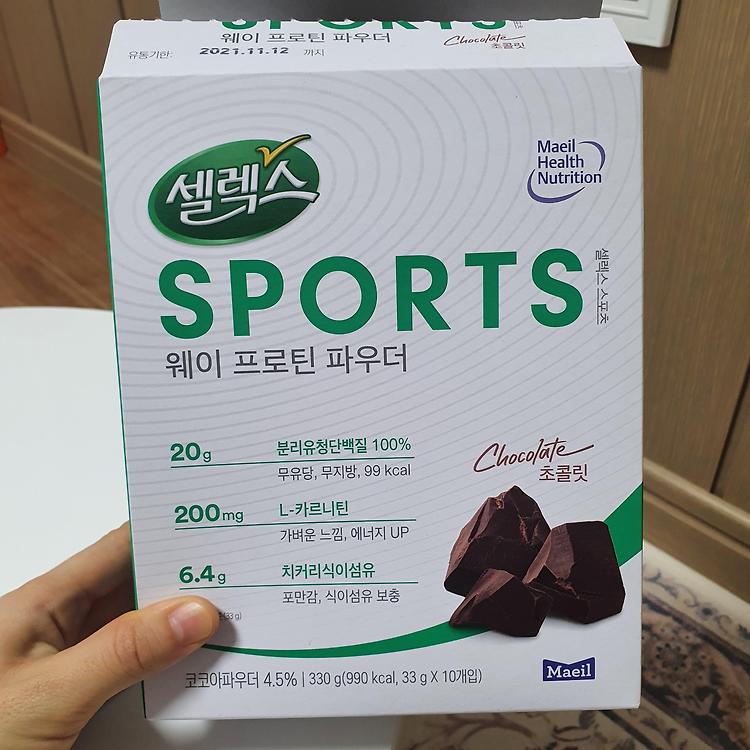 SPORTS
웨이 프로틴 파우더
Chocolate
초콜릿
유통기한: 2021.11.12 까지
셀렉스
Maeil
Health
Nutrition
SPORTS
셀렉스 스포츠
웨이 프로틴 파우더
20g 분리유청단백질 100%
무유당, 무지방, 99 kcal
200mg L-카르니틴
가벼운 느낌, 에너지 UP
6.4g 치커리식이섬유
포만감, 식이섬유 보충
(33 g)
Chocolate
초콜릿
코코아파우더 4.5% | 330 g(990 kcal, 33 g X 10개입)
Maeil